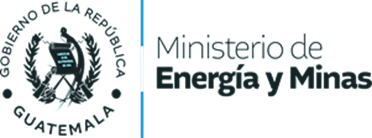 GOBIERNO DE LA REPÚBLICA
GUATEMALA
Ministerio de
Energía y Minas